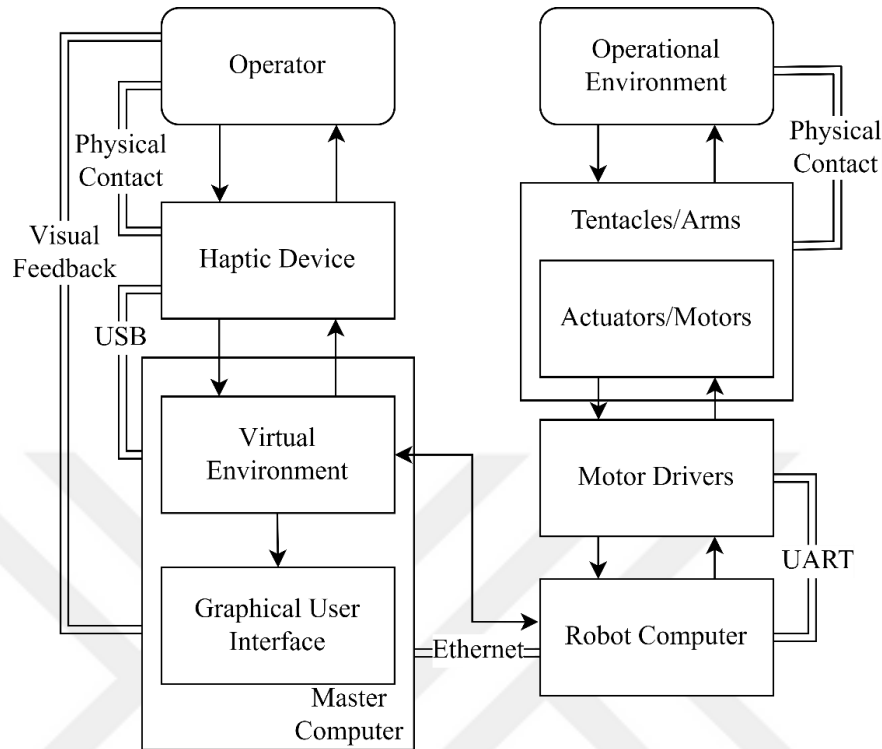 Operator
Physical
Contact
Visual
Feedback
Haptic Device
USB
Virtual
Environment
Graphical User
Interface
Master
Computer
Ethernet
Operational
Environment
Physical
Contact
Tentacles/Arms
Actuators/Motors
Motor Drivers
UART
Robot Computer